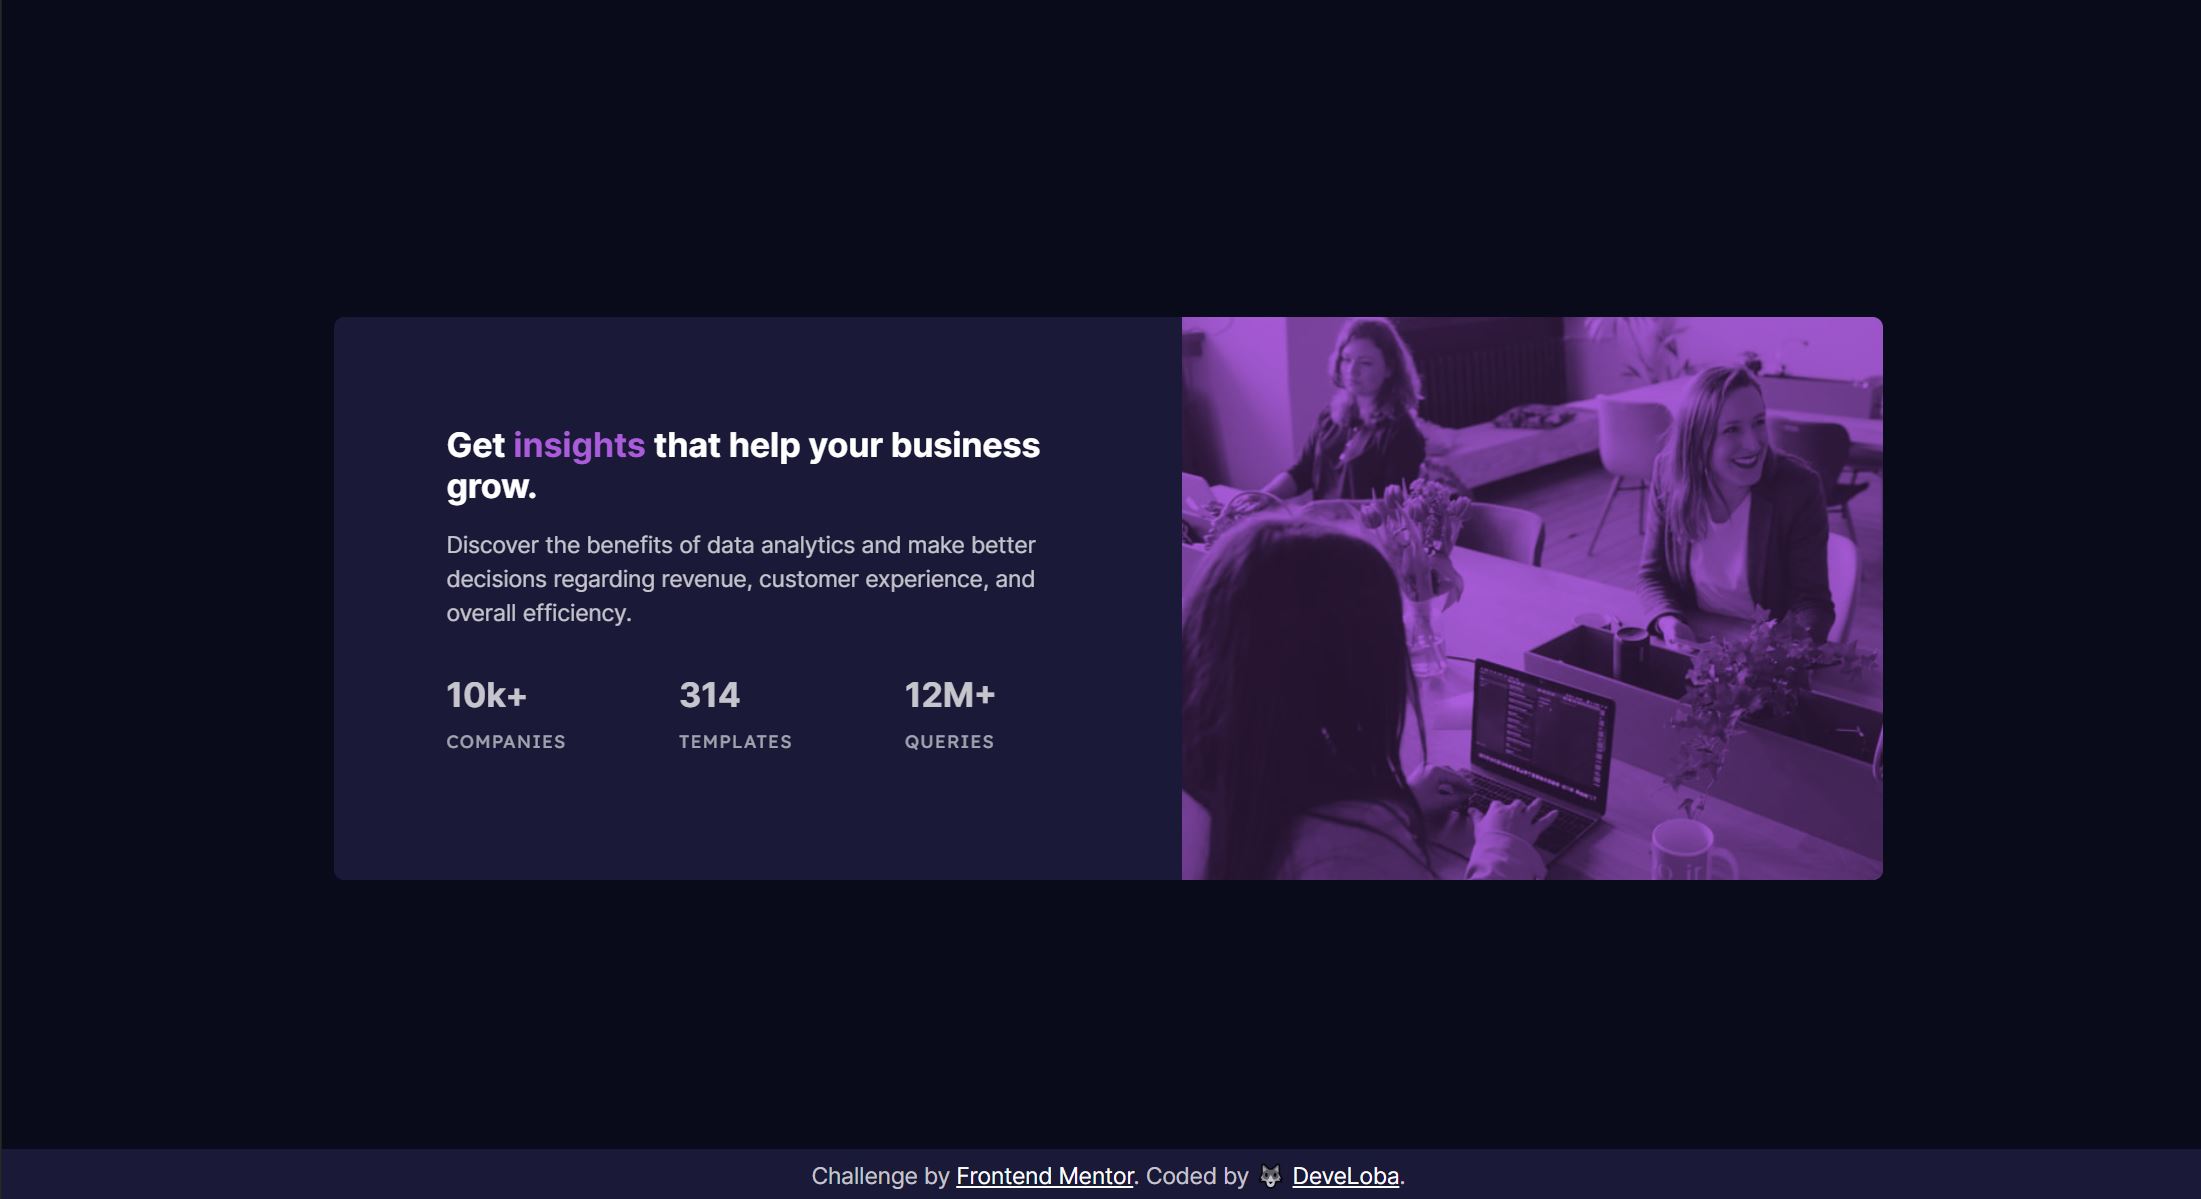 Get insights that help your business
grow.
Discover the benefits of data analytics and make better
decisions regarding revenue, customer experience, and
overall efficiency.
10k+ 314 12M+
COMPANIES TEMPLATES QUERIES
Challenge by Frontend Mentor. Coded by 🐺 DeveLoba.